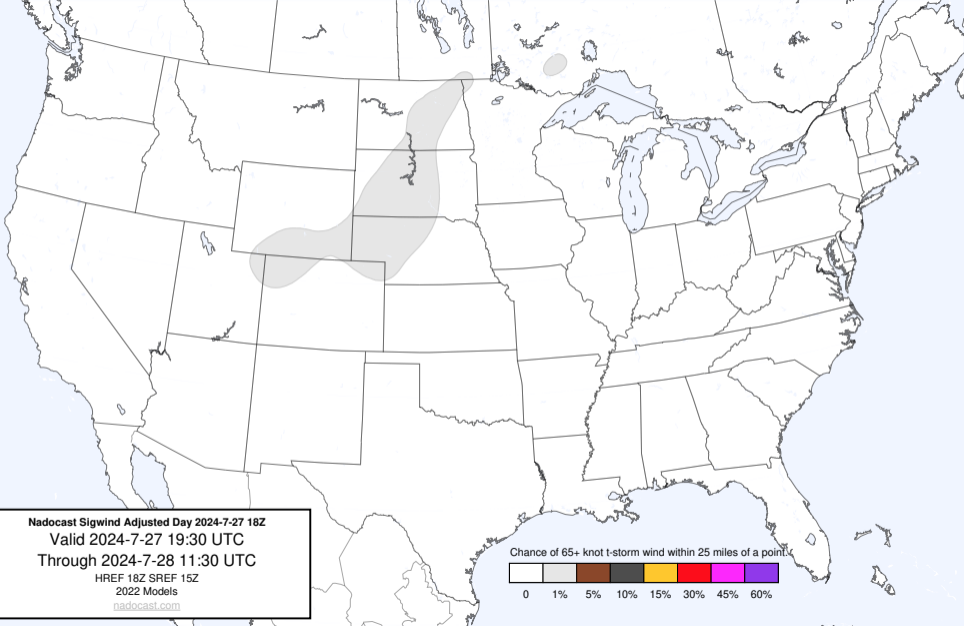 Nadocast Sigwind Adjusted Day 2024-7-27 18Z
Valid 2024-7-27 19:30 UTC
Through 2024-7-28 11:30 UTC
HREF 18Z SREF 15Z
2022 Models
nadocast.com
Chance of 65+ knot t-storm wind within 25 miles of a point.
0 1% 5% 10% 15% 30% 45% 60%